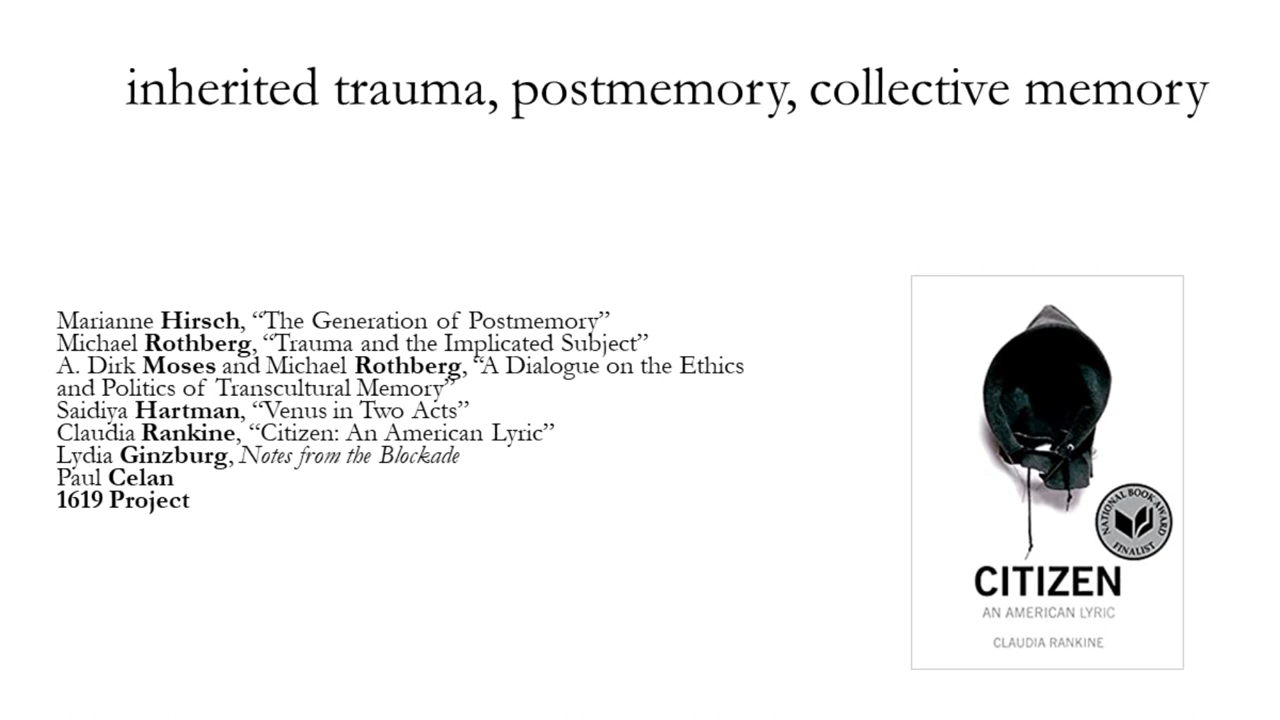 inherited trauma, postmemory, collective memory
Marianne Hirsch, “The Generation of Postmemory”
Michael Rothberg, “Trauma and the Implicated Subject”
A. Dirk Moses and Michael Rothberg, “A Dialogue on the Ethics
and Politics of Transcultural Memory”
Saidiya Hartman, “Venus in Two Acts”
Claudia Rankine, “Citizen: An American Lyric”
Lydia Ginzburg, Notes from the Blockade
Paul Celan
1619 Project
NATIONAL BOOK AWARD
FINALIST
CITIZEN
AN AMERICAN LYRIC
CLAUDIA RANKINE